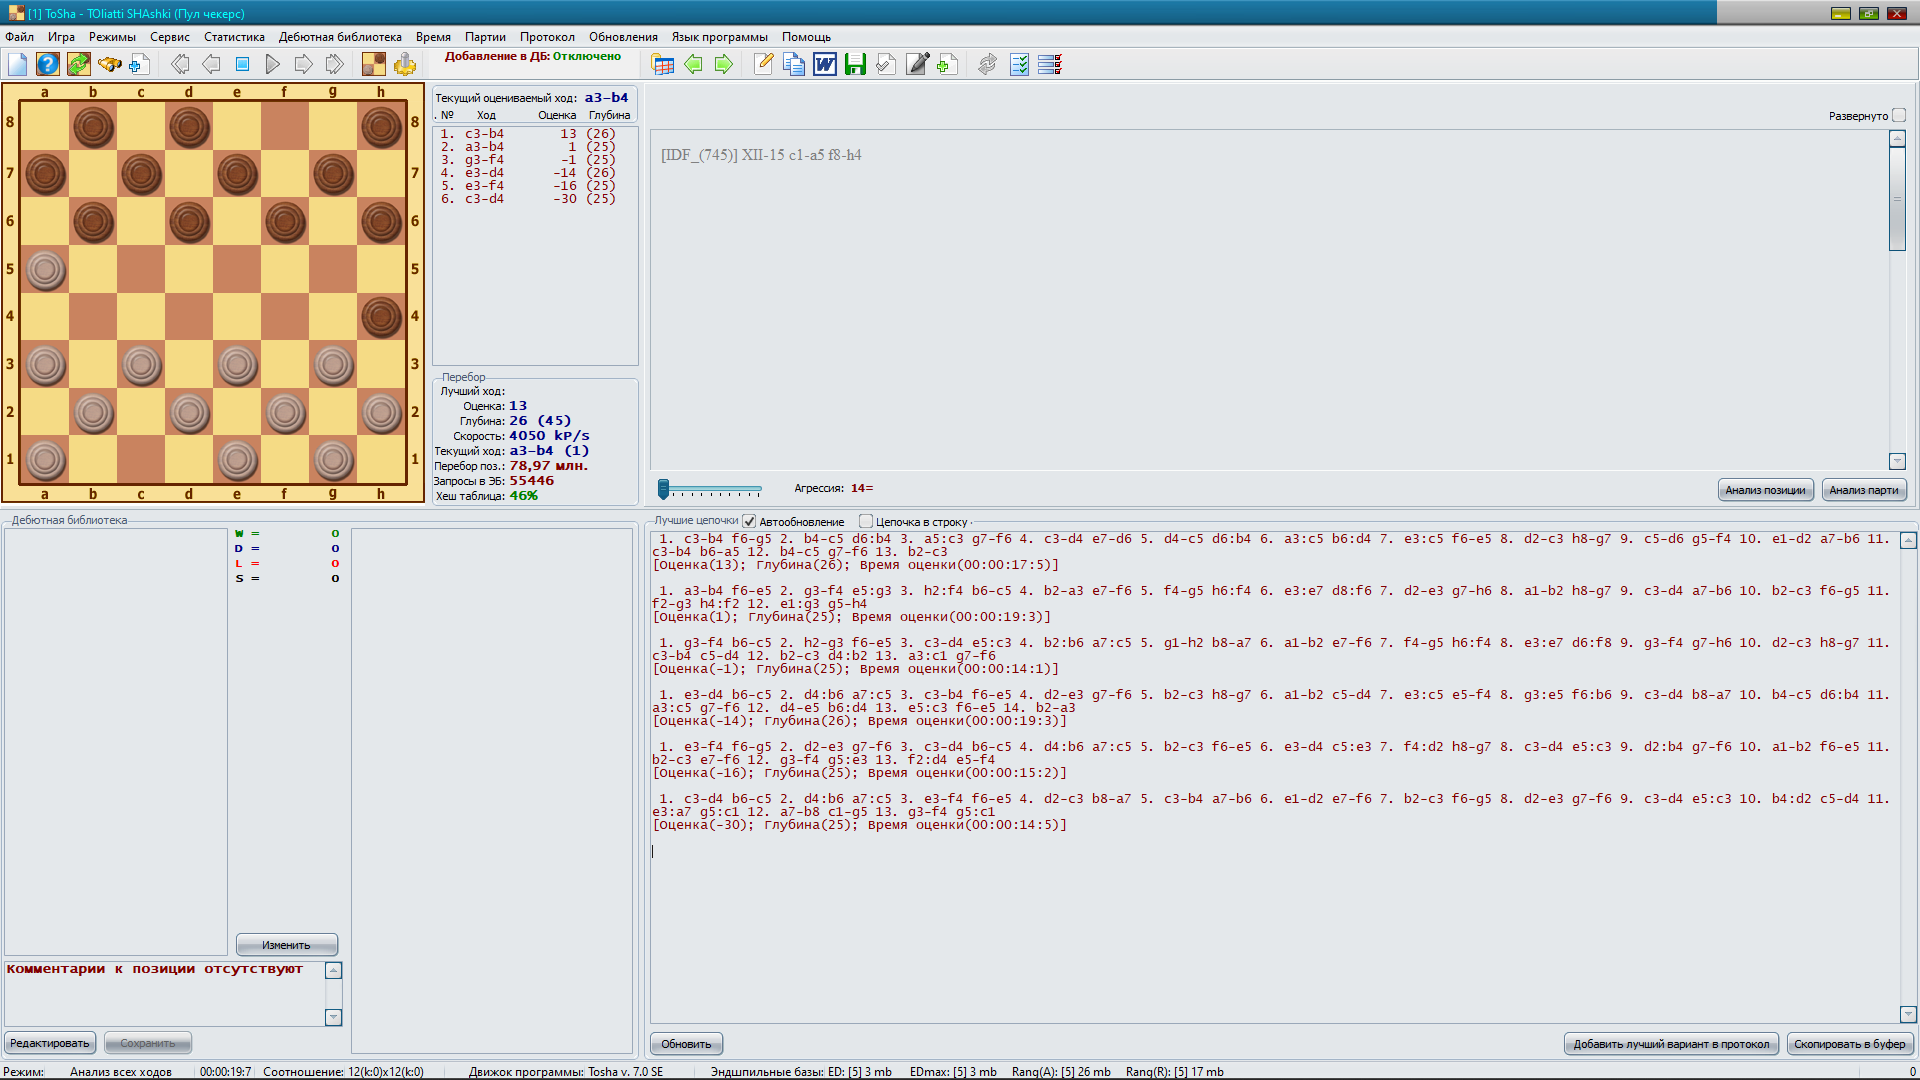 [1] ToSha - TOliatti SHAshki (Пул чекерс)
Файл Игра Режимы Сервис Статистика Дебютная библиотека Время Партии Протокол Обновления Язык программы Помощь
Добавление в ДБ: Отключено
a b c d e f g h
8 8
7 7
6 6
5 5
4 4
3 3
2 2
1 1
a b c d e f g h
Текущий оцениваемый ход: a3-b4
. № Ход Оценка Глубина
1. c3-b4 13 (26)
2. a3-b4 1 (25)
3. g3-f4 -1 (25)
4. e3-d4 -14 (26)
5. e3-f4 -16 (25)
6. c3-d4 -30 (25)
Перебор
Лучший ход:
Оценка: 13
Глубина: 26 (45)
Скорость: 4050 kP/s
Текущий ход: a3-b4 (1)
Перебор поз.: 78,97 млн.
Запросы в ЭБ: 55446
Хеш таблица: 46%
Развернуто
[IDF_(745)] XII-15 c1-a5 f8-h4
Агрессия: 14=
Анализ позиции Анализ парти
Дебютная библиотека
W = 0
D = 0
L = 0
S = 0
Изменить
Комментарии к позиции отсутствуют
Редактировать Сохранить
Лучшие цепочки Автообновление Цепочка в строку
1. c3-b4 f6-g5 2. b4-c5 d6:b4 3. a5:c3 g7-f6 4. c3-d4 e7-d6 5. d4-c5 d6:b4 6. a3:c5 b6:d4 7. e3:c5 f6-e5 8. d2-c3 h8-g7 9. c5-d6 g5-f4 10. e1-d2 a7-b6 11.
c3-b4 b6-a5 12. b4-c5 g7-f6 13. b2-c3
[Оценка(13); Глубина(26); Время оценки(00:00:17:5)]
1. a3-b4 f6-e5 2. g3-f4 e5:g3 3. h2:f4 b6-c5 4. b2-a3 e7-f6 5. f4-g5 h6:f4 6. e3:e7 d8:f6 7. d2-e3 g7-h6 8. a1-b2 h8-g7 9. c3-d4 a7-b6 10. b2-c3 f6-g5 11.
f2-g3 h4:f2 12. e1:g3 g5-h4
[Оценка(1); Глубина(25); Время оценки(00:00:19:3)]
1. g3-f4 b6-c5 2. h2-g3 f6-e5 3. c3-d4 e5:c3 4. b2:b6 a7:c5 5. g1-h2 b8-a7 6. a1-b2 e7-f6 7. f4-g5 h6:f4 8. e3:e7 d6:f8 9. g3-f4 g7-h6 10. d2-c3 h8-g7 11.
c3-b4 c5-d4 12. b2-c3 d4:b2 13. a3:c1 g7-f6
[Оценка(-1); Глубина(25); Время оценки(00:00:14:1)]
1. e3-d4 b6-c5 2. d4:b6 a7:c5 3. c3-b4 f6-e5 4. d2-e3 g7-f6 5. b2-c3 h8-g7 6. a1-b2 c5-d4 7. e3:c5 e5-f4 8. g3:e5 f6:b6 9. c3-d4 b8-a7 10. b4-c5 d6:b4 11.
a3:c5 g7-f6 12. d4-e5 b6:d4 13. e5:c3 f6-e5 14. b2-a3
[Оценка(-14); Глубина(26); Время оценки(00:00:19:3)]
1. e3-f4 f6-g5 2. d2-e3 g7-f6 3. c3-d4 b6-c5 4. d4:b6 a7:c5 5. b2-c3 f6-e5 6. e3-d4 c5:e3 7. f4:d2 h8-g7 8. c3-d4 e5:c3 9. d2:b4 g7-f6 10. a1-b2 f6-e5 11.
b2-c3 e7-f6 12. g3-f4 g5:e3 13. f2:d4 e5-f4
[Оценка(-16); Глубина(25); Время оценки(00:00:15:2)]
1. c3-d4 b6-c5 2. d4:b6 a7:c5 3. e3-f4 f6-e5 4. d2-c3 b8-a7 5. c3-b4 a7-b6 6. e1-d2 e7-f6 7. b2-c3 f6-g5 8. d2-e3 g7-f6 9. c3-d4 e5:c3 10. b4:d2 c5-d4 11.
e3:a7 g5:c1 12. a7-b8 c1-g5 13. g3-f4 g5:c1
[Оценка(-30); Глубина(25); Время оценки(00:00:14:5)]
Обновить Добавить лучший вариант в протокол Скопировать в буфер
Режим: Анализ всех ходов 00:00:19:7 Соотношение: 12(k:0)x12(k:0) Движок программы: Tosha v. 7.0 SE Эндшпильные базы: ED: [5] 3 mb EDmax: [5] 3 mb Rang(A): [5] 26 mb Rang(R): [5] 17 mb 0